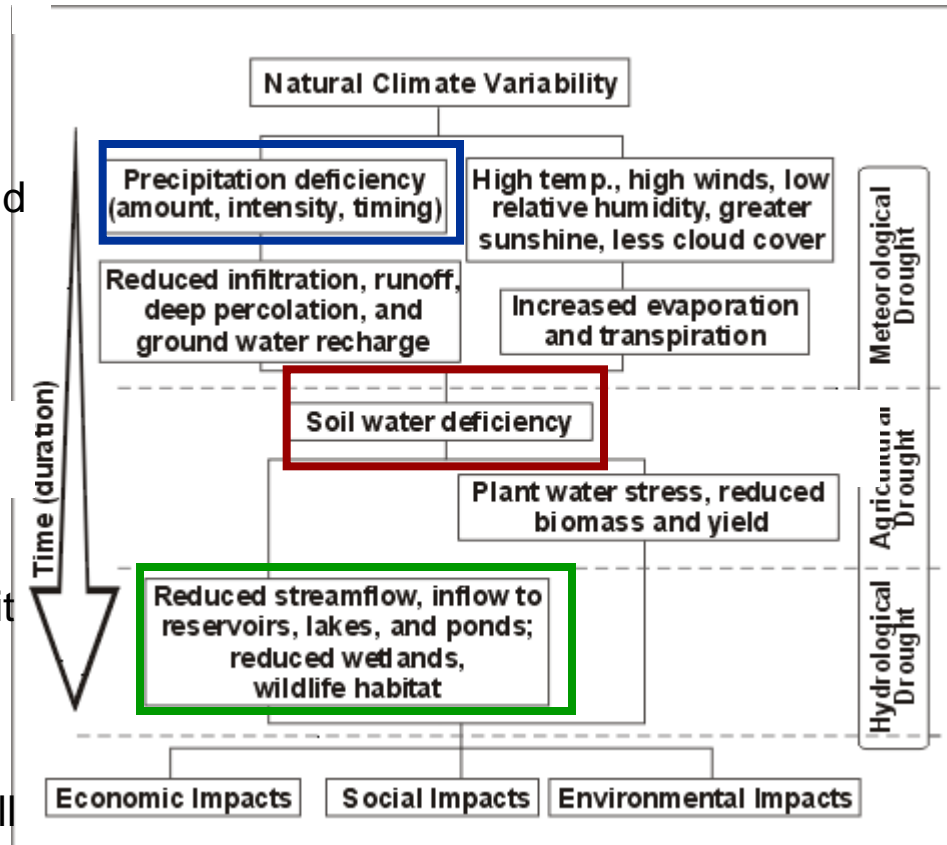 Natural Climate Variability
Precipitation deficiency
(amount, intensity, timing)
High temp., high winds, low
relative humidity, greater
sunshine, less cloud cover
d
Reduced infiltration, runoff,
deep percolation, and
ground water recharge
Increased evaporation
and transpiration
Meteorological
Drought
Time (duration)
Soil water deficiency
Plant water stress, reduced
biomass and yield
Agricultural
Drought
it
Reduced streamflow, inflow to
reservoirs, lakes, and ponds;
reduced wetlands,
wildlife habitat
Hydrological
Drought
Economic Impacts
Social Impacts
Environmental Impacts
ll